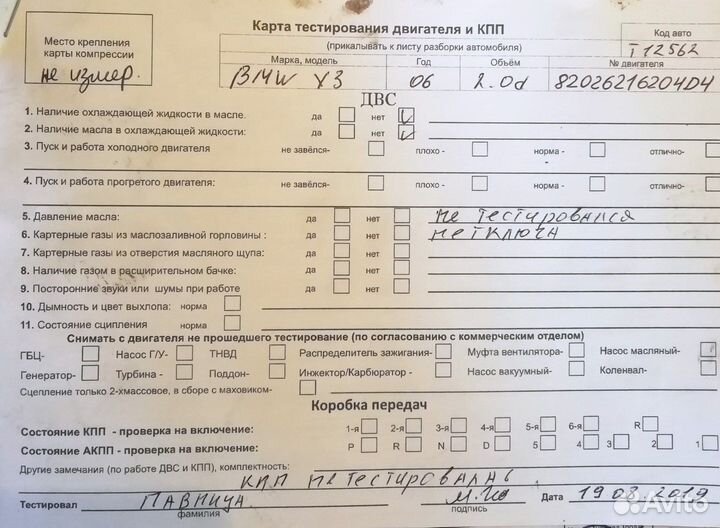 Место крепления
карты компрессии
не измер.
Карта тестирования двигателя и КПП
(прикалывать к листу разборки автомобиля)
Код авто
T 12562
Марка, модель Год Объём № двигателя
BMW X3 06 2.0d 82026216204D4
ДВС
1. Наличие охлаждающей жидкости в масле. да нет V
2. Наличие масла в охлаждающей жидкости: да нет V
3. Пуск и работа холодного двигателя не завёлся- плохо - норма - отлично-
4. Пуск и работа прогретого двигателя: не завёлся- плохо - норма - отлично-
5. Давление масла: да нет не тестировался
6. Картерные газы из маслозаливной горловины : да нет нет ключа
7. Картерные газы из отверстия масляного щупа: да нет
8. Наличие газом в расширительном бачке: да нет
9. Посторонние звуки или шумы при работе да нет
10. Дымность и цвет выхлопа: норма
11. Состояние сцепления норма
Снимать с двигателя не прошедшего тестирование (по согласованию с коммерческим отделом)
ГБЦ- Насос Г/У- ТНВД Распределитель зажигания- Муфта вентилятора- Насос масляный-
Генератор- Турбина - Поддон- Инжектор/Карбюратор - Насос вакуумный- Коленвал-
Сцепление только 2-хмассовое, в сборе с маховиком-
Коробка передач
Состояние КПП - проверка на включение: 1-я 2-я 3-я 4-я 5-я 6-я R
Состояние АКПП - проверка на включение: P R N D 5 4 3 2 1
Другие замечания (по работе ДВС и КПП), комплектность:
КПП не тестировалась
Тестировал Дата 19 08. 2019
фамилия подпись
Avito